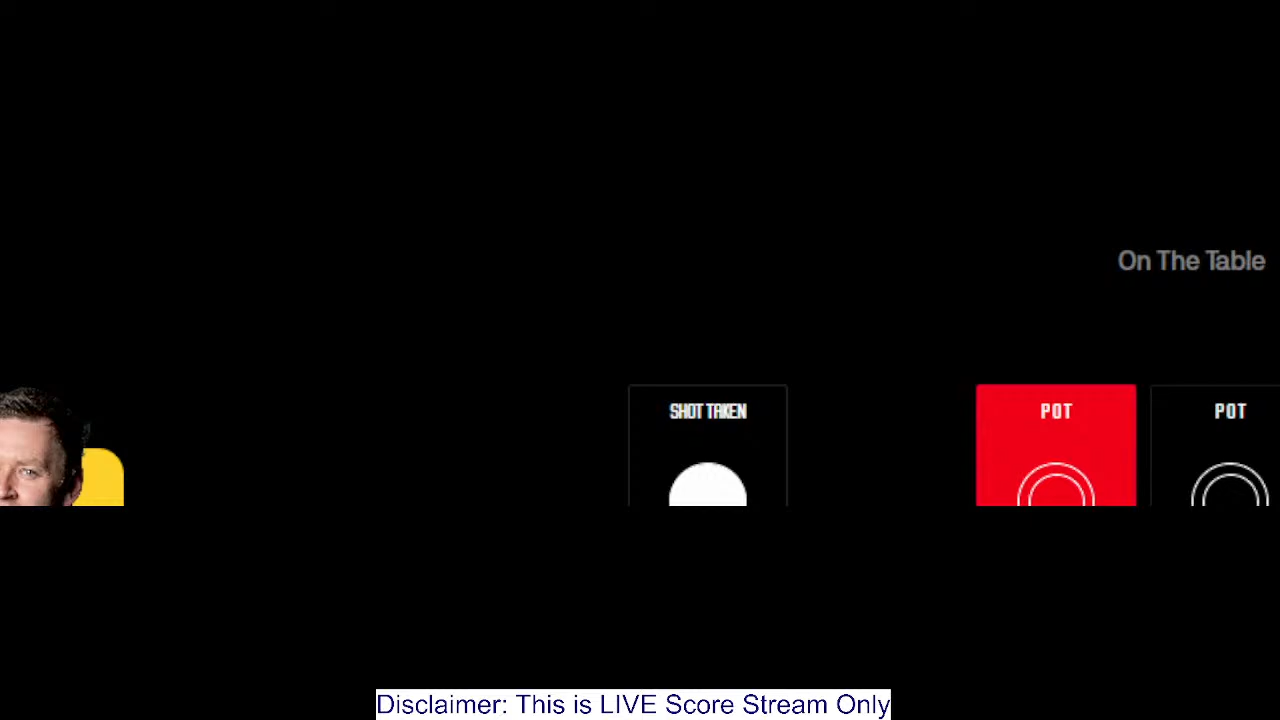 On The Table
SHOT TAKEN
POT
POT
Disclaimer: This is LIVE Score Stream Only